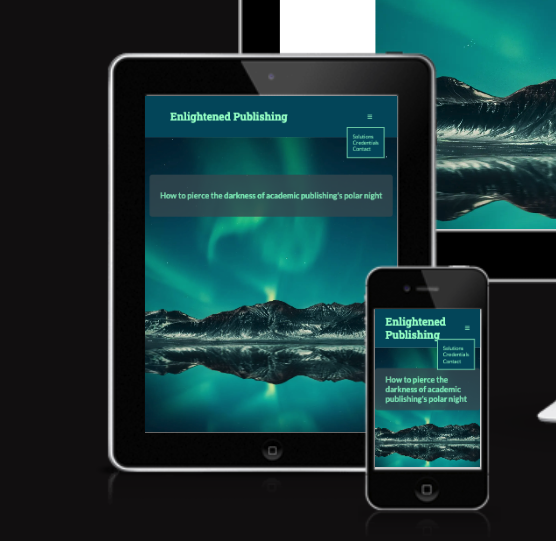 Enlightened Publishing
≡
Solutions
Credentials
Contact
How to pierce the darkness of academic publishing's polar night
Enlightened
Publishing
≡
Solutions
Credentials
Contact
How to pierce the
darkness of academic
publishing's polar night